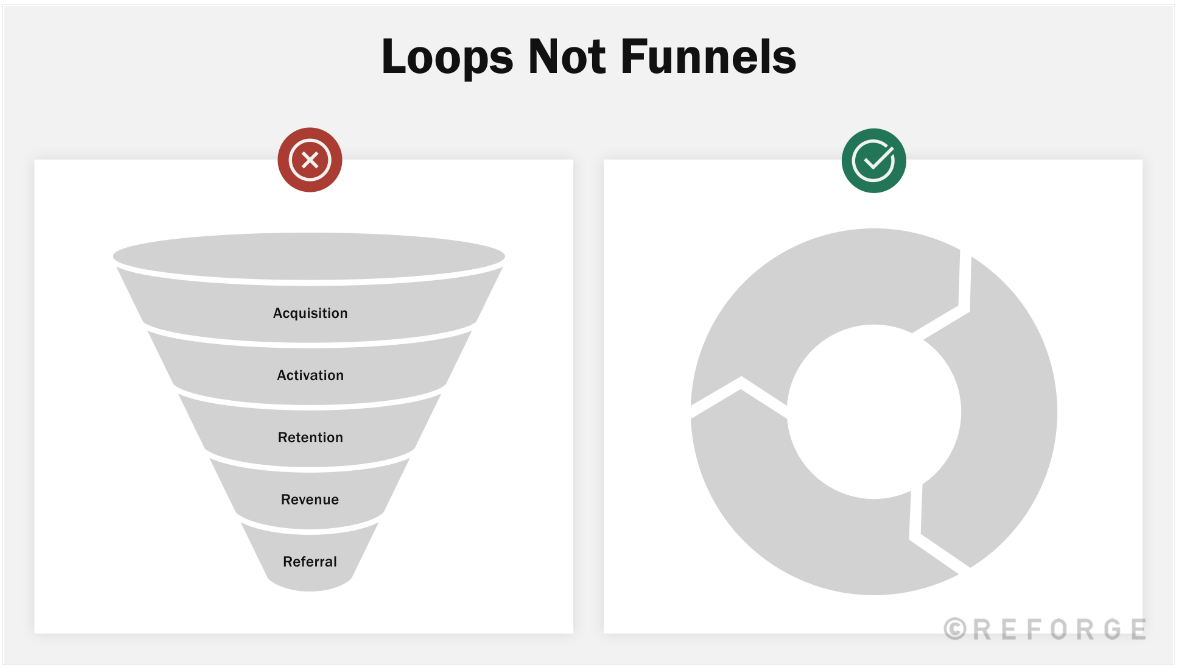 Loops Not Funnels
Acquisition
Activation
Retention
Revenue
Referral
©REFORGE